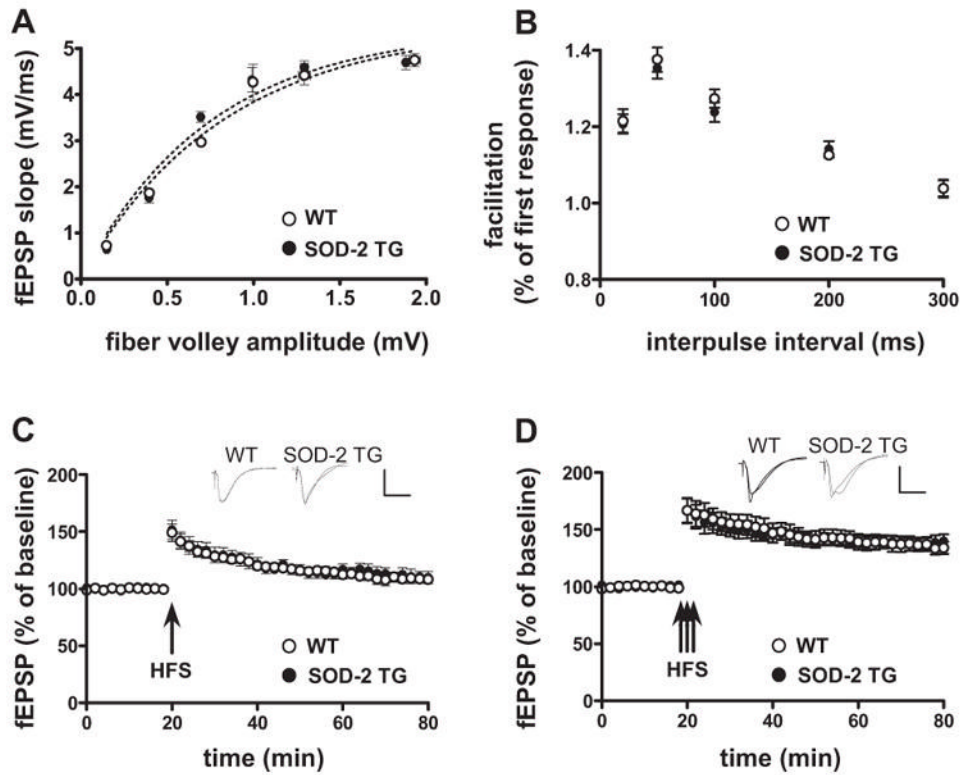 A
fEPSP slope (mV/ms)
5
4
3
2
1
0
WT
SOD-2 TG
0 0.5 1.0 1.5 2.0
fiber volley amplitude (mV)
B
facilitation
(% of first response)
1.4
1.2
1.0
0.8
WT
SOD-2 TG
0 100 200 300
interpulse interval (ms)
C
fEPSP (% of baseline)
WT SOD-2 TG
200
150
100
50
0
HFS
WT
SOD-2 TG
0 20 40 60 80
time (min)
D
fEPSP (% of baseline)
WT SOD-2 TG
200
150
100
50
0
HFS
WT
SOD-2 TG
0 20 40 60 80
time (min)